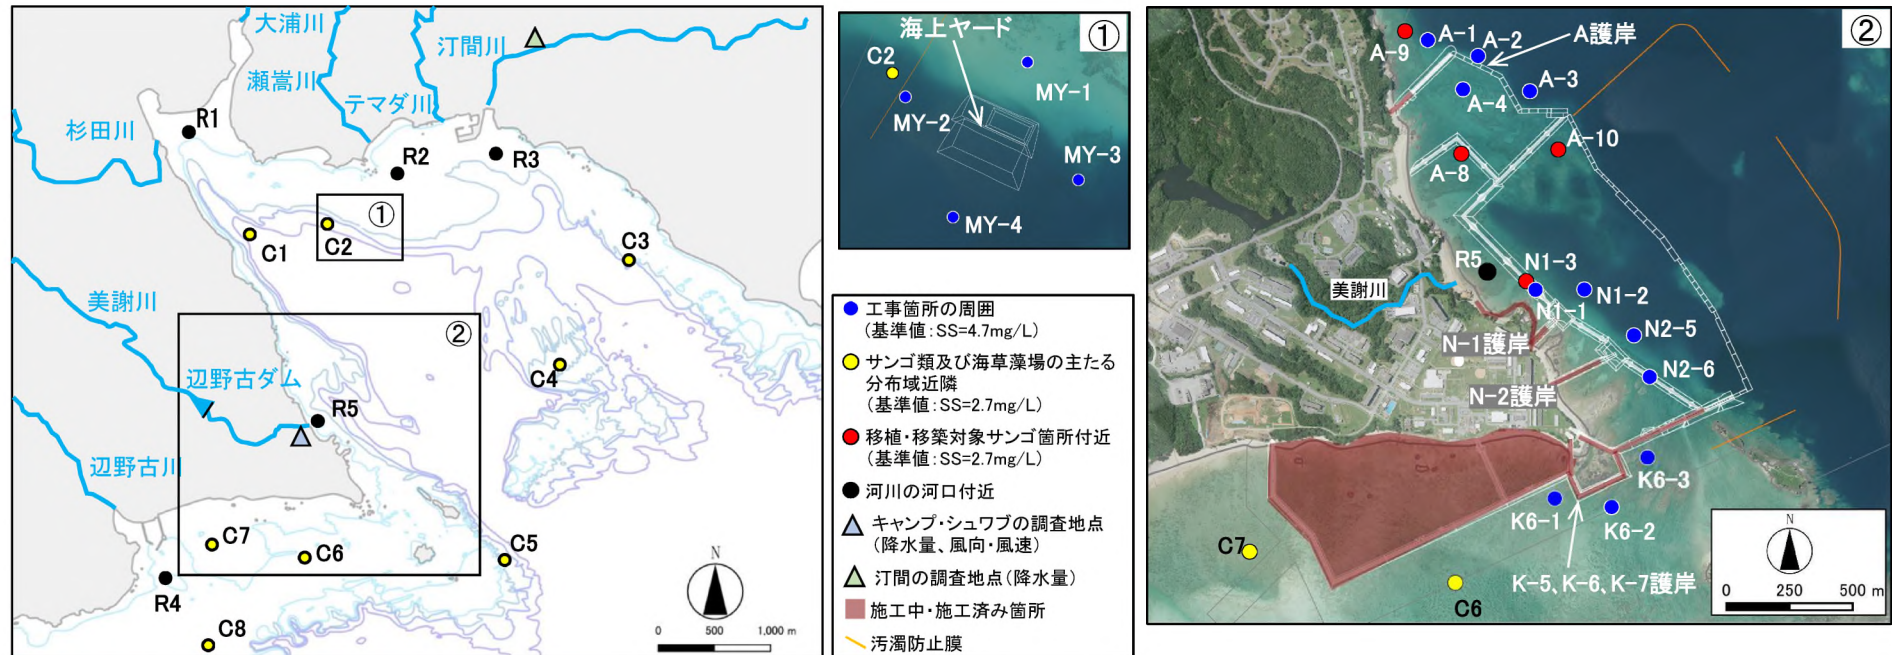 大浦川
瀬嵩川
テマダ川
汀間川
杉田川
R1
R2
R3
①
C1
C2
C3
美謝川
②
辺野古ダム
C4
R5
辺野古川
C7
C6
C5
R4
C8
N
0 500 1,000 m
①
海上ヤード
C2
MY-1
MY-2
MY-3
MY-4
工事箇所の周囲
(基準値:SS=4.7mg/L)
サンゴ類及び海草藻場の主たる
分布域近隣
(基準値:SS=2.7mg/L)
移植・移築対象サンゴ箇所付近
(基準値:SS=2.7mg/L)
河川の河口付近
キャンプ・シュワブの調査地点
(降水量、風向・風速)
汀間の調査地点(降水量)
施工中・施工済み箇所
汚濁防止膜
②
A-9
A-1
A-2
A護岸
A-3
A-4
A-10
A-8
R5
N1-3
美謝川
N1-2
N1-1
N2-5
N-1護岸
N2-6
N-2護岸
K6-3
K6-1
K6-2
C7
C6
K-5、K-6、K-7護岸
N
0 250 500 m